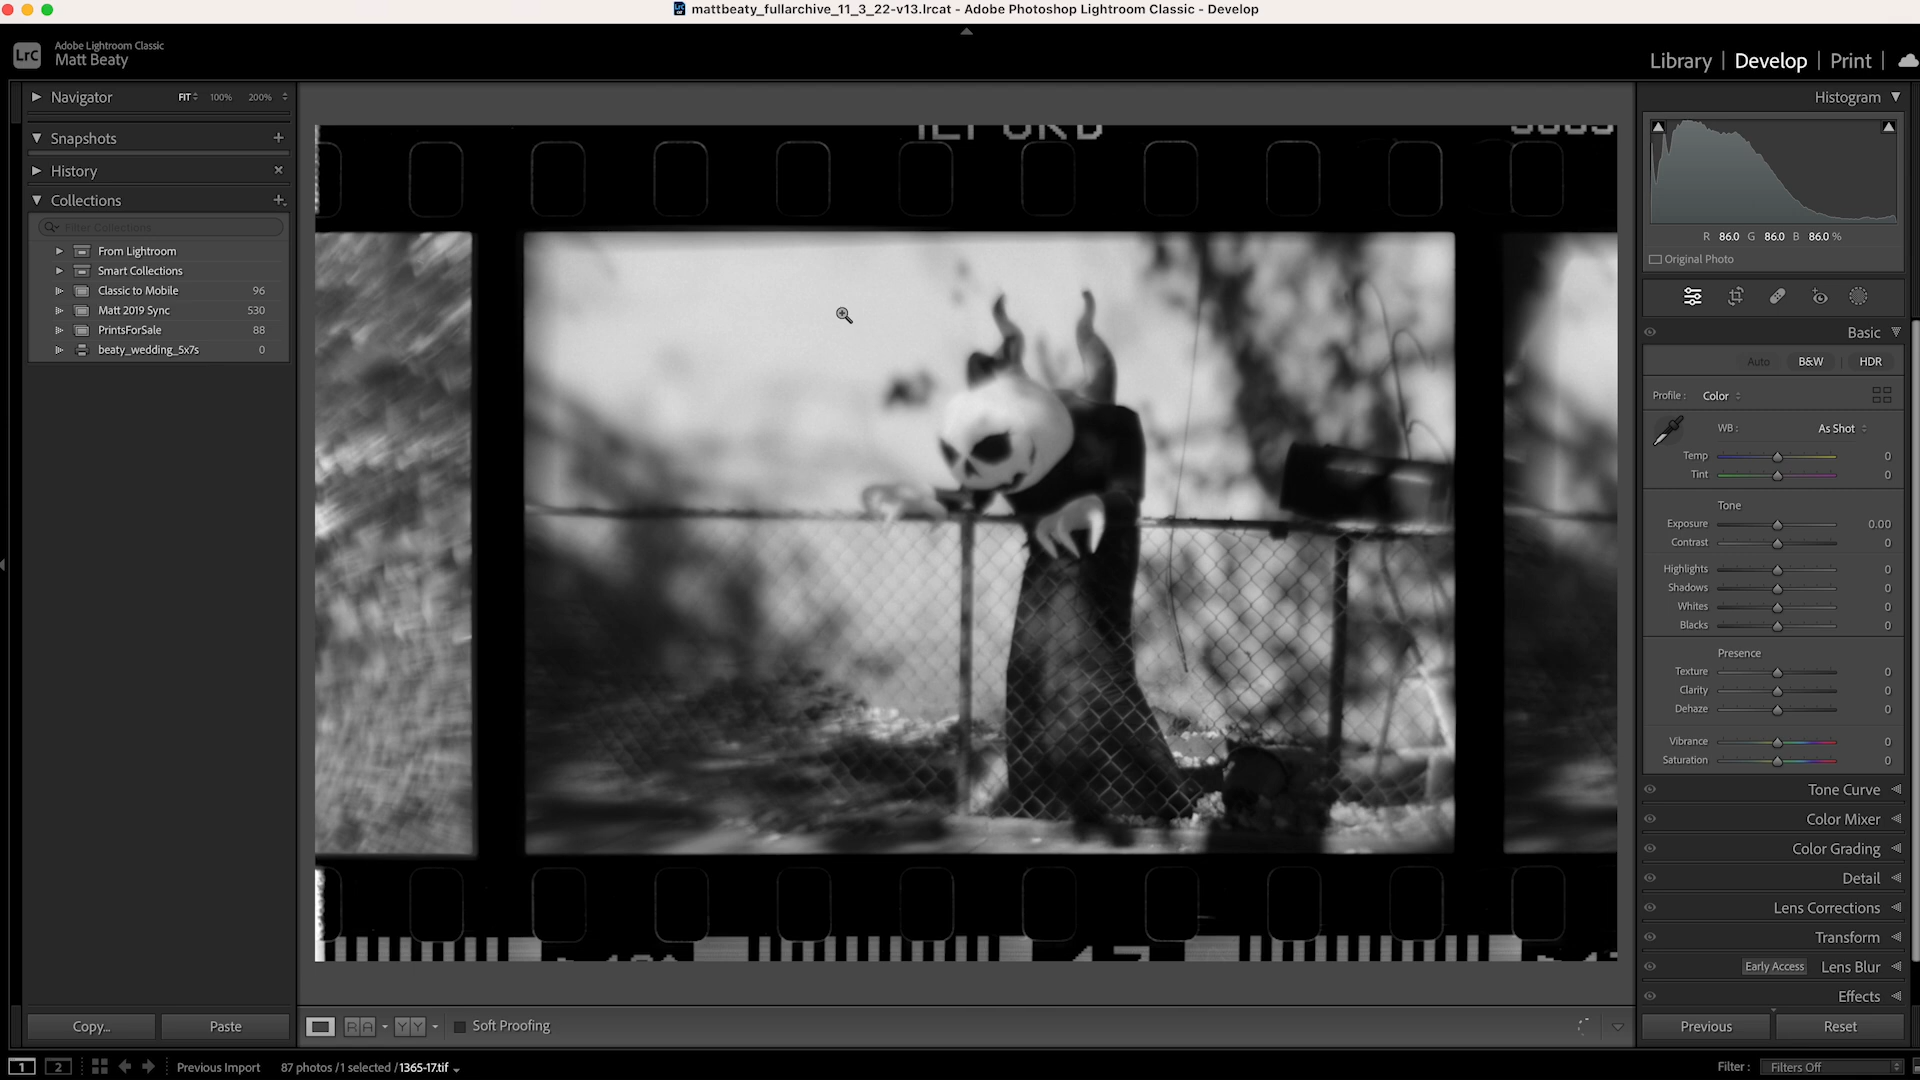 mattbeaty_fullarchive_11_3_22-v13.lrcat - Adobe Photoshop Lightroom Classic - Develop
LrC
Adobe Lightroom Classic
Matt Beaty
Library | Develop | Print |
Navigator FIT 100% 200%
Snapshots
History
Collections
Filter Collections
From Lightroom
Smart Collections
Classic to Mobile 96
Matt 2019 Sync 530
PrintsForSale 88
beaty_wedding_5x7s 0
Copy... Paste
ILFORD
17
Soft Proofing
Histogram
R 86.0 G 86.0 B 86.0 %
Original Photo
Basic
Auto B&W HDR
Profile : Color
WB : As Shot
Temp 0
Tint 0
Tone
Exposure 0.00
Contrast 0
Highlights 0
Shadows 0
Whites 0
Blacks 0
Presence
Texture 0
Clarity 0
Dehaze 0
Vibrance 0
Saturation 0
Tone Curve
Color Mixer
Color Grading
Detail
Lens Corrections
Transform
Early Access Lens Blur
Effects
Previous Reset
1 2 Previous Import 87 photos / 1 selected / 1365-17.tif
Filter : Filters Off